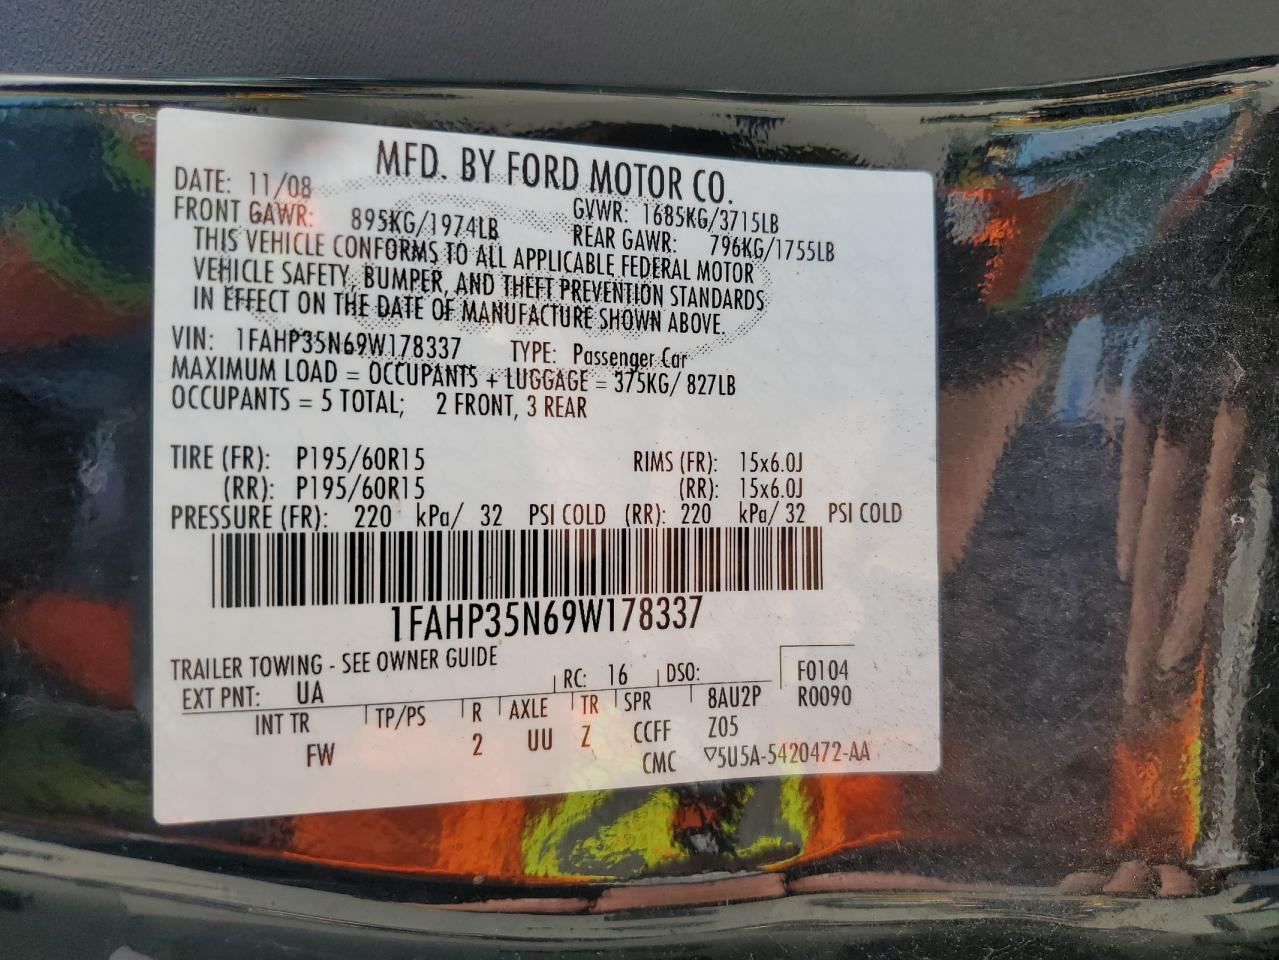 MFD. BY FORD MOTOR CO.
DATE: 11/08 GVWR: 1685KG/3715LB
FRONT GAWR: 895KG/1974LB REAR GAWR: 796KG/1755LB
THIS VEHICLE CONFORMS TO ALL APPLICABLE FEDERAL MOTOR
VEHICLE SAFETY, BUMPER, AND THEFT PREVENTION STANDARDS
IN EFFECT ON THE DATE OF MANUFACTURE SHOWN ABOVE.
VIN: 1FAHP35N69W178337 TYPE: Passenger Car
MAXIMUM LOAD = OCCUPANTS + LUGGAGE = 375KG/ 827LB
OCCUPANTS = 5 TOTAL; 2 FRONT, 3 REAR
TIRE (FR): P195/60R15 RIMS (FR): 15x6.0J
(RR): P195/60R15 (RR): 15x6.0J
PRESSURE (FR): 220 kPa/ 32 PSI COLD (RR): 220 kPa/ 32 PSI COLD
1FAHP35N69W178337
TRAILER TOWING - SEE OWNER GUIDE
EXT PNT: UA RC: 16 DSO: F0104
INT TR TP/PS R AXLE TR SPR 8AU2P R0090
FW 2 UU Z CCFF Z05
CMC ▽5U5A-5420472-AA